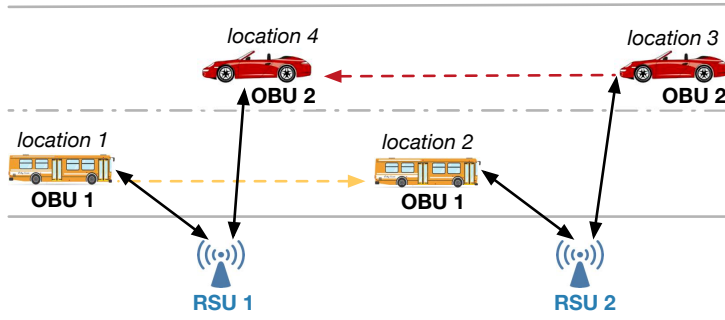 location 4
location 3
OBU 2
OBU 2
location 1
location 2
OBU 1
OBU 1
RSU 1
RSU 2